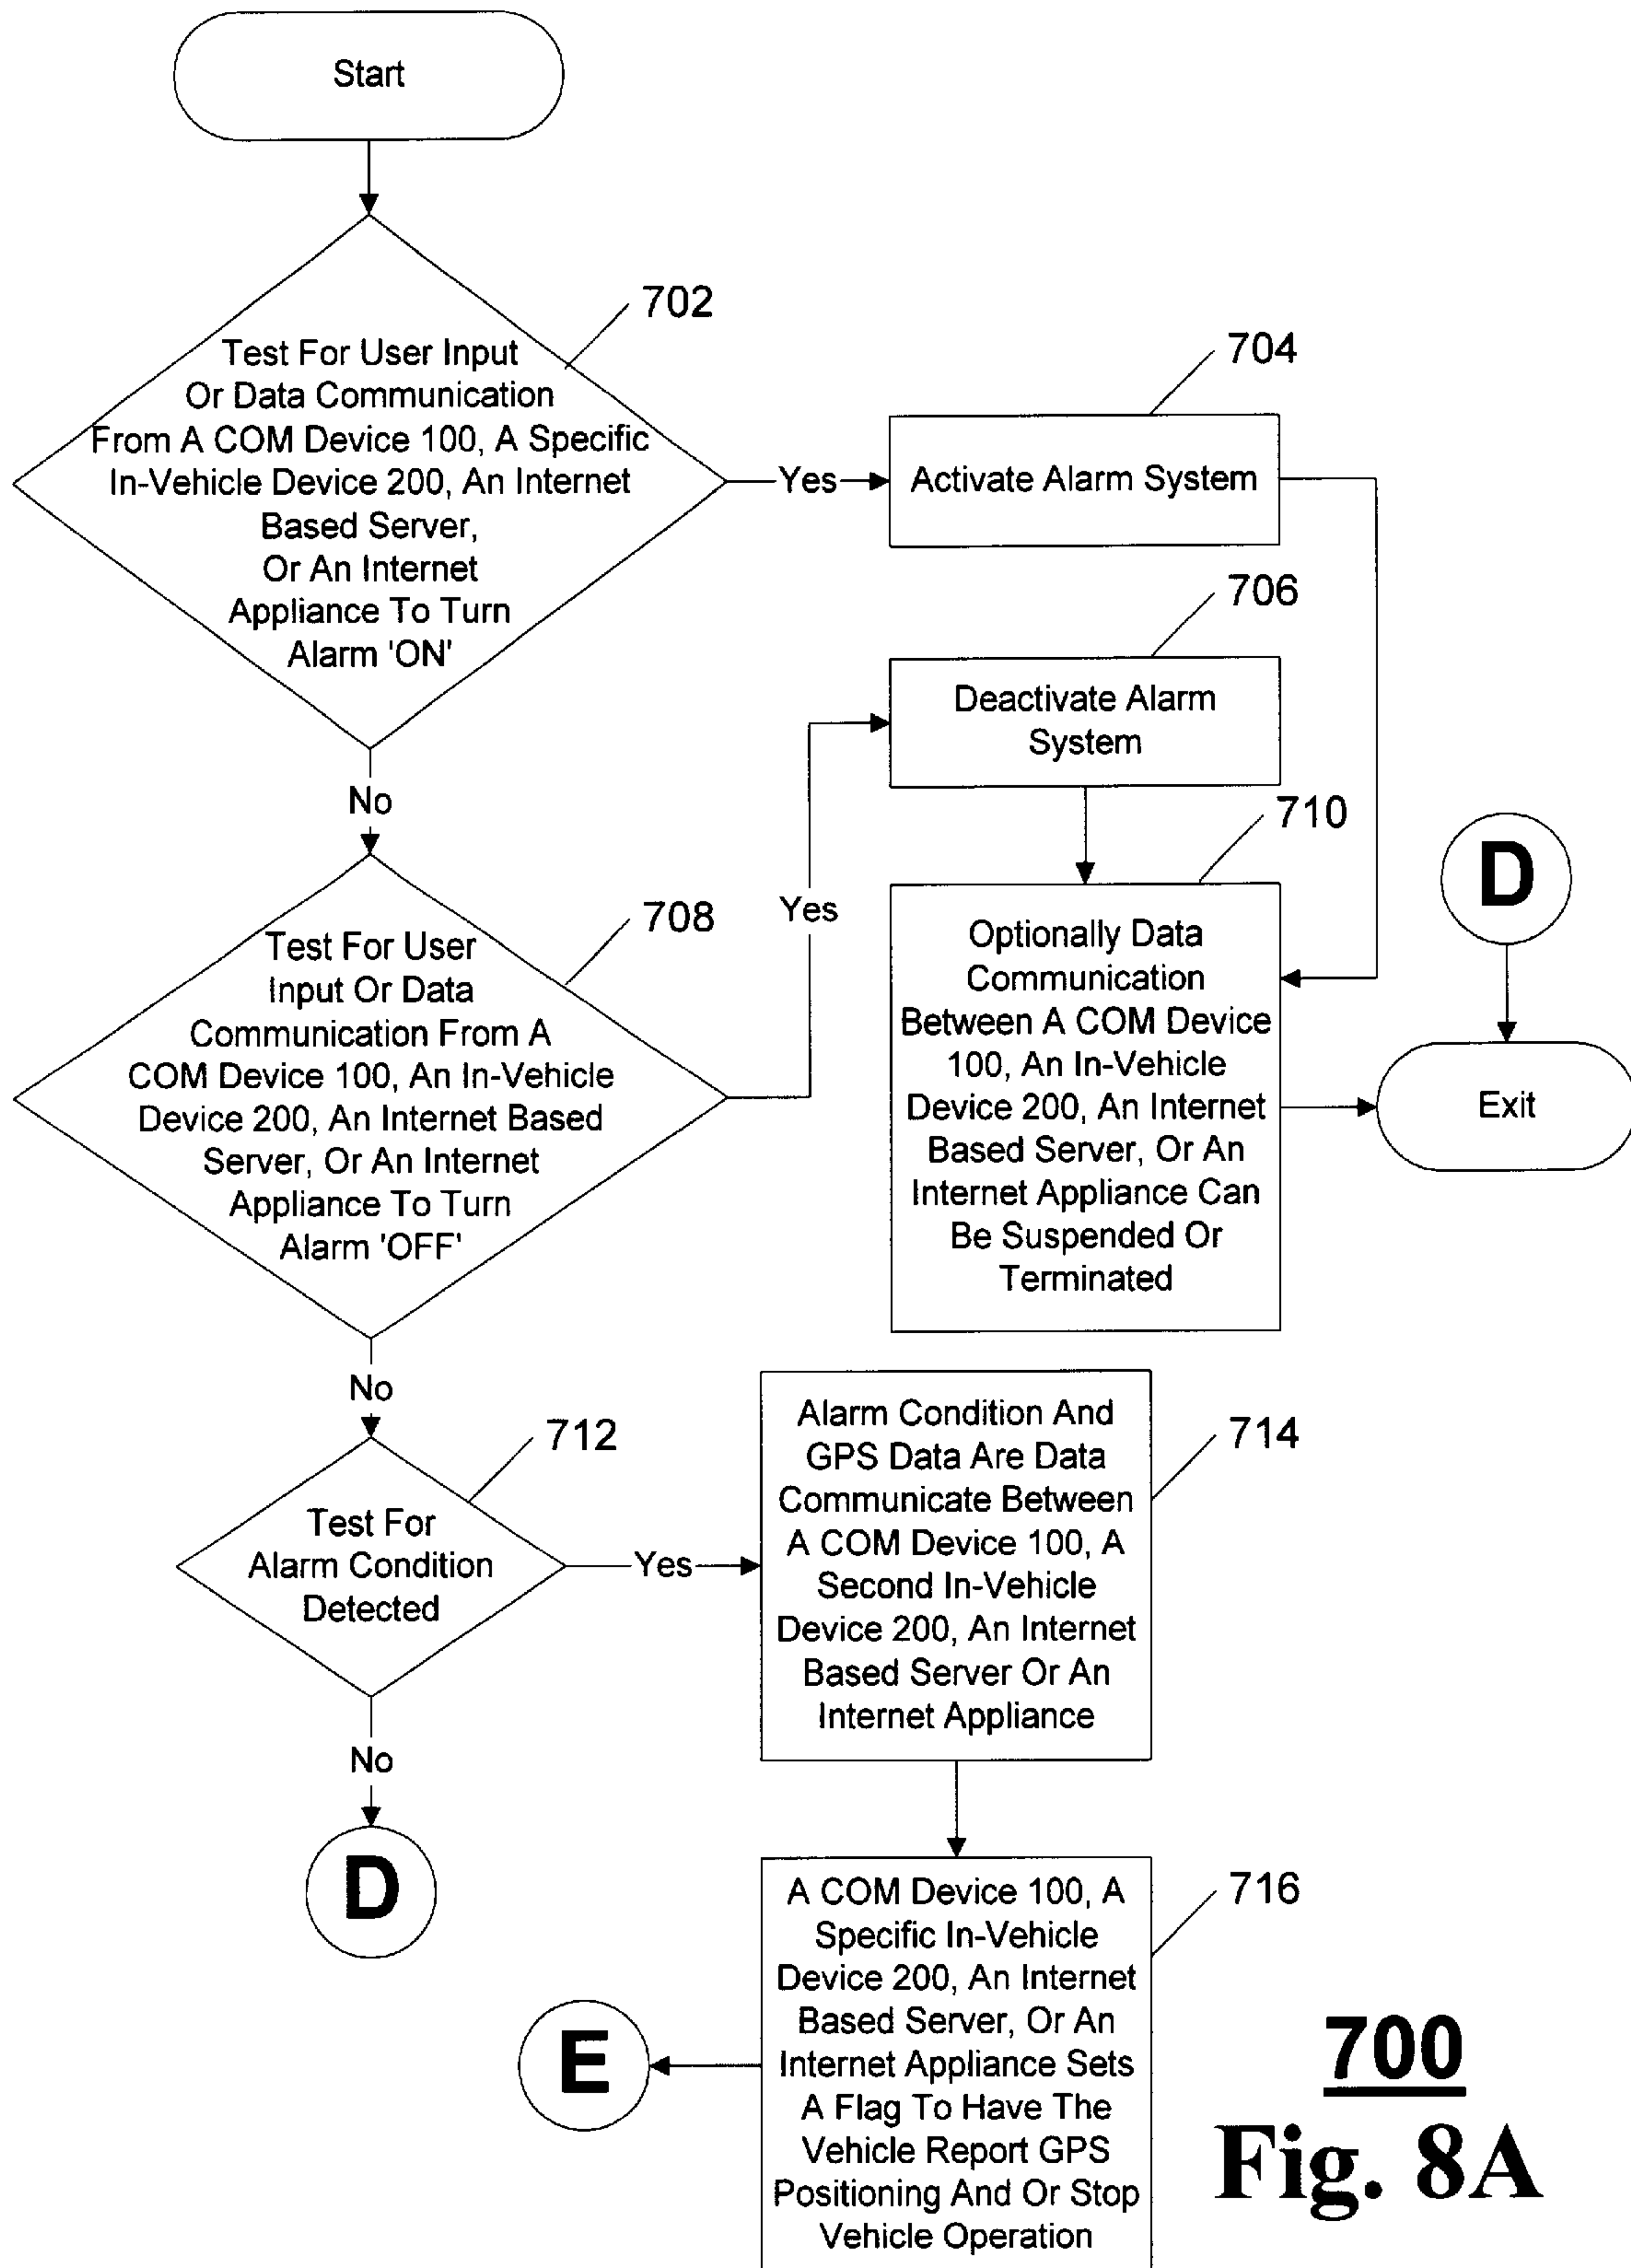 Start
702
Test For User Input
Or Data Communication
From A COM Device 100, A Specific
In-Vehicle Device 200, An Internet
Based Server,
Or An Internet
Appliance To Turn
Alarm 'ON'
Yes
704
Activate Alarm System
706
Deactivate Alarm
System
No
708
Test For User
Input Or Data
Communication From A
COM Device 100, An In-Vehicle
Device 200, An Internet Based
Server, Or An Internet
Appliance To Turn
Alarm 'OFF'
Yes
710
Optionally Data
Communication
Between A COM Device
100, An In-Vehicle
Device 200, An Internet
Based Server, Or An
Internet Appliance Can
Be Suspended Or
Terminated
D
Exit
No
712
Test For
Alarm Condition
Detected
Yes
714
Alarm Condition And
GPS Data Are Data
Communicate Between
A COM Device 100, A
Second In-Vehicle
Device 200, An Internet
Based Server Or An
Internet Appliance
No
D
716
A COM Device 100, A
Specific In-Vehicle
Device 200, An Internet
Based Server, Or An
Internet Appliance Sets
A Flag To Have The
Vehicle Report GPS
Positioning And Or Stop
Vehicle Operation
E
700
Fig. 8A